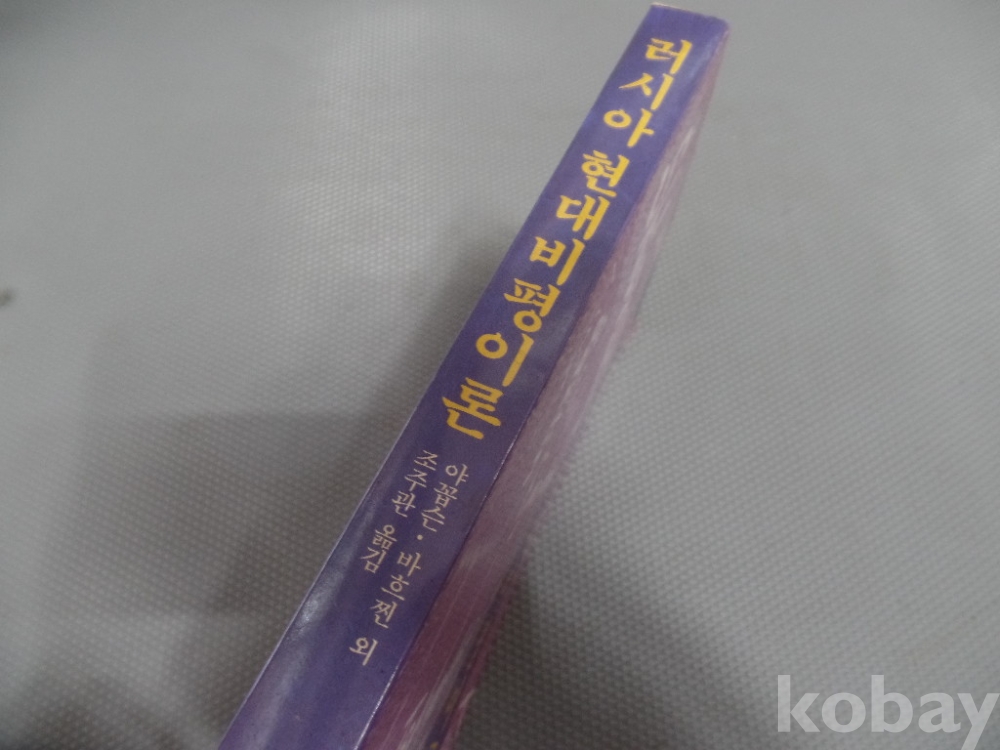 러시아 현대비평이론
야꼽슨·바흐찐 외
조주관 옮김
kobay